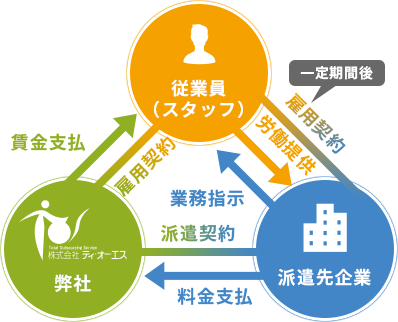 従業員
（スタッフ）
一定期間後
雇用契約
労働提供
賃金支払
雇用契約
業務指示
派遣契約
料金支払
Total Outsourcing Service
株式会社 ティオーエス
弊社
派遣先企業